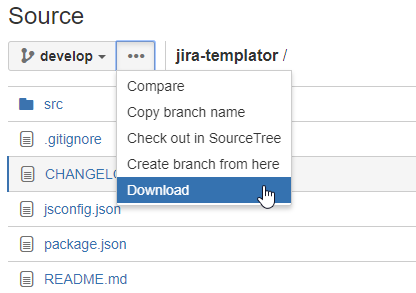 Source
develop ••• jira-templator /
Compare
Copy branch name
Check out in SourceTree
Create branch from here
Download
src
.gitignore
CHANGELO
jsconfig.json
package.json
README.md